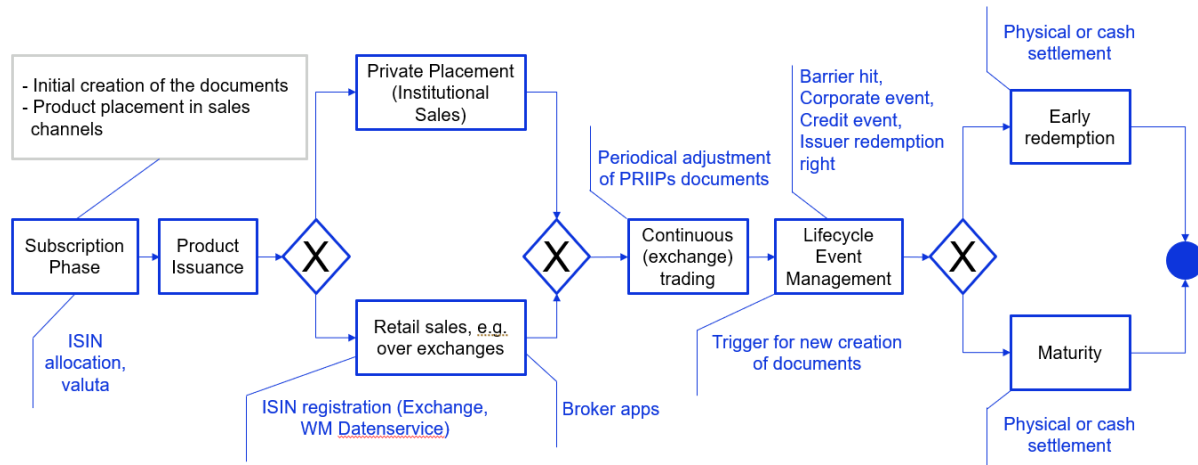 - Initial creation of the documents
- Product placement in sales
channels
Subscription
Phase
ISIN
allocation,
valuta
Product
Issuance
X
Private Placement
(Institutional
Sales)
Retail sales, e.g.
over exchanges
ISIN registration (Exchange,
WM Datenservice)
Broker apps
X
Periodical adjustment
of PRIIPs documents
Continuous
(exchange)
trading
Barrier hit,
Corporate event,
Credit event,
Issuer redemption
right
Lifecycle
Event
Management
Trigger for new creation
of documents
X
Physical or cash
settlement
Early
redemption
Maturity
Physical or cash
settlement